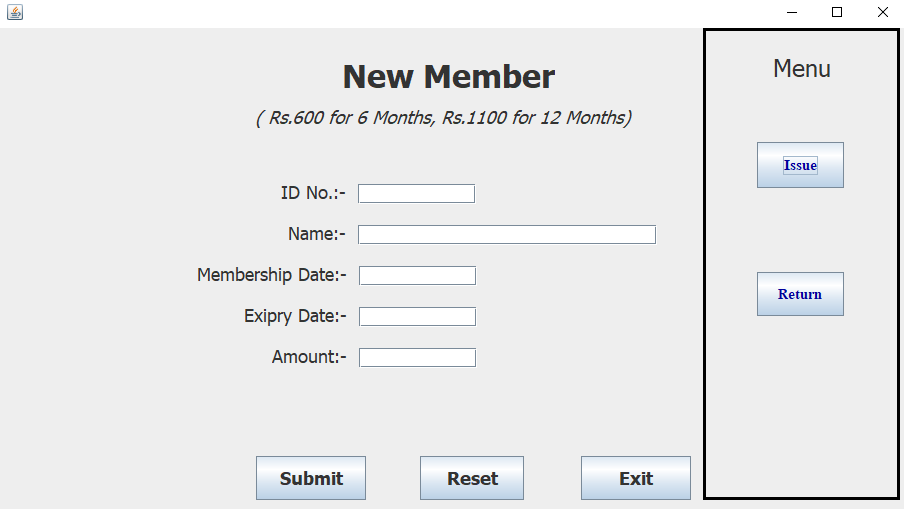 New Member
( Rs.600 for 6 Months, Rs.1100 for 12 Months)
ID No.:-
Name:-
Membership Date:-
Exipry Date:-
Amount:-
Submit Reset Exit
Menu
Issue
Return